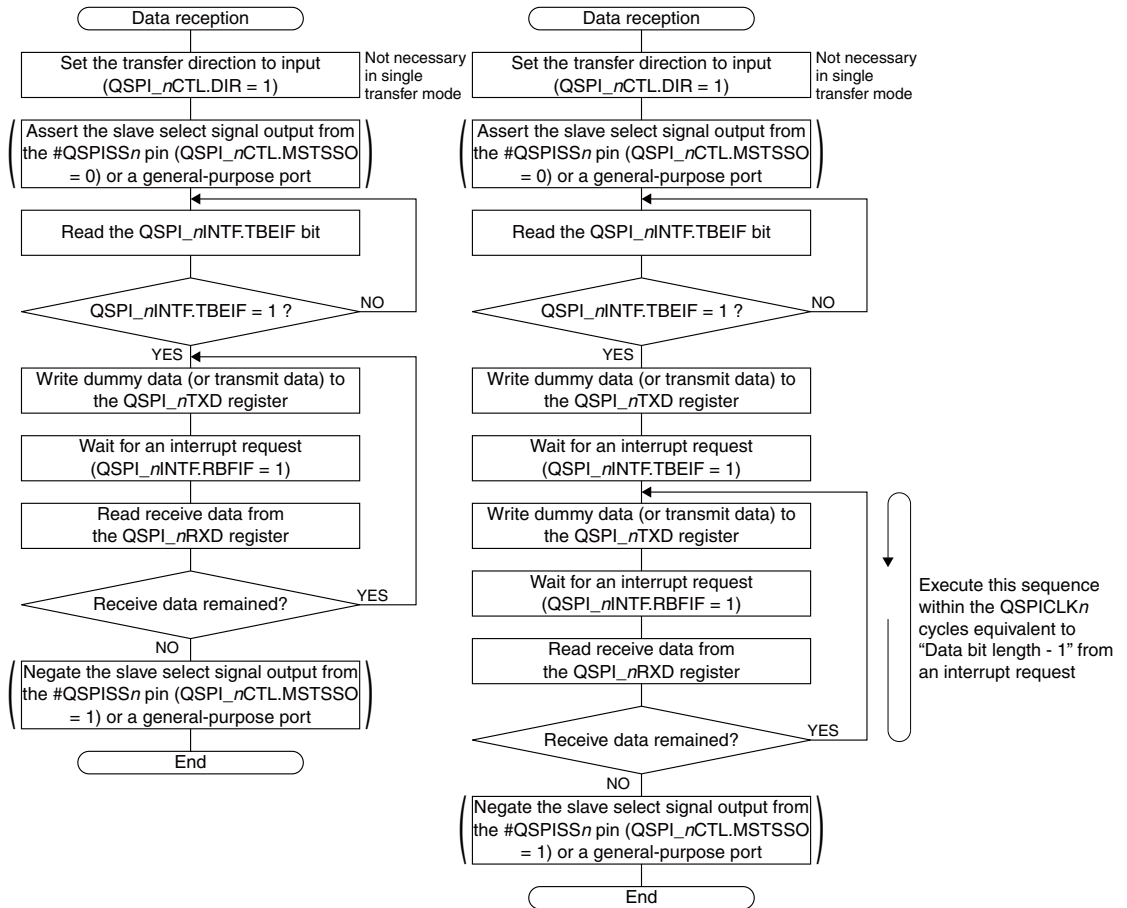 Data reception
Set the transfer direction to input
(QSPI_nCTL.DIR = 1)
Not necessary
in single
transfer mode
Assert the slave select signal output from
the #QSPISSn pin (QSPI_nCTL.MSTSSO
= 0) or a general-purpose port
Read the QSPI_nINTF.TBEIF bit
QSPI_nINTF.TBEIF = 1 ?
NO
YES
Write dummy data (or transmit data) to
the QSPI_nTXD register
Wait for an interrupt request
(QSPI_nINTF.RBFIF = 1)
Read receive data from
the QSPI_nRXD register
Receive data remained?
YES
NO
Negate the slave select signal output from
the #QSPISSn pin (QSPI_nCTL.MSTSSO
= 1) or a general-purpose port
End
Data reception
Set the transfer direction to input
(QSPI_nCTL.DIR = 1)
Not necessary
in single
transfer mode
Assert the slave select signal output from
the #QSPISSn pin (QSPI_nCTL.MSTSSO
= 0) or a general-purpose port
Read the QSPI_nINTF.TBEIF bit
QSPI_nINTF.TBEIF = 1 ?
NO
YES
Write dummy data (or transmit data) to
the QSPI_nTXD register
Wait for an interrupt request
(QSPI_nINTF.TBEIF = 1)
Write dummy data (or transmit data) to
the QSPI_nTXD register
Wait for an interrupt request
(QSPI_nINTF.RBFIF = 1)
Read receive data from
the QSPI_nRXD register
Receive data remained?
YES
NO
Execute this sequence
within the QSPICLKn
cycles equivalent to
“Data bit length - 1” from
an interrupt request
Negate the slave select signal output from
the #QSPISSn pin (QSPI_nCTL.MSTSSO
= 1) or a general-purpose port
End